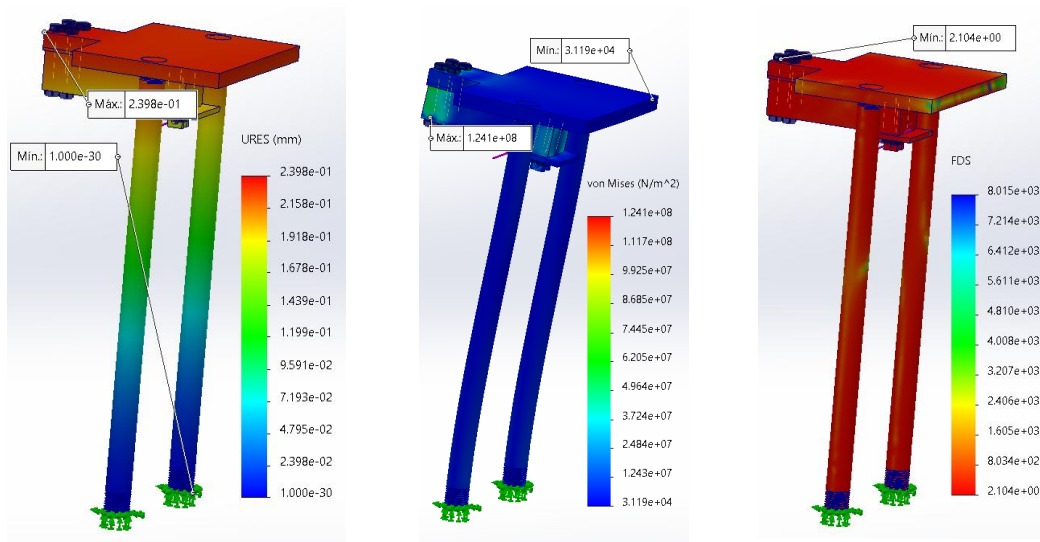 Máx.: 2.398e-01
Mín.: 1.000e-30
URES (mm)
2.398e-01
2.158e-01
1.918e-01
1.678e-01
1.439e-01
1.199e-01
9.591e-02
7.193e-02
4.795e-02
2.398e-02
1.000e-30
Mín.: 3.119e+04
Máx.: 1.241e+08
von Mises (N/m^2)
1.241e+08
1.117e+08
9.925e+07
8.685e+07
7.445e+07
6.205e+07
4.964e+07
3.724e+07
2.484e+07
1.243e+07
3.119e+04
Mín.: 2.104e+00
FDS
8.015e+03
7.214e+03
6.412e+03
5.611e+03
4.810e+03
4.008e+03
3.207e+03
2.406e+03
1.605e+03
8.034e+02
2.104e+00